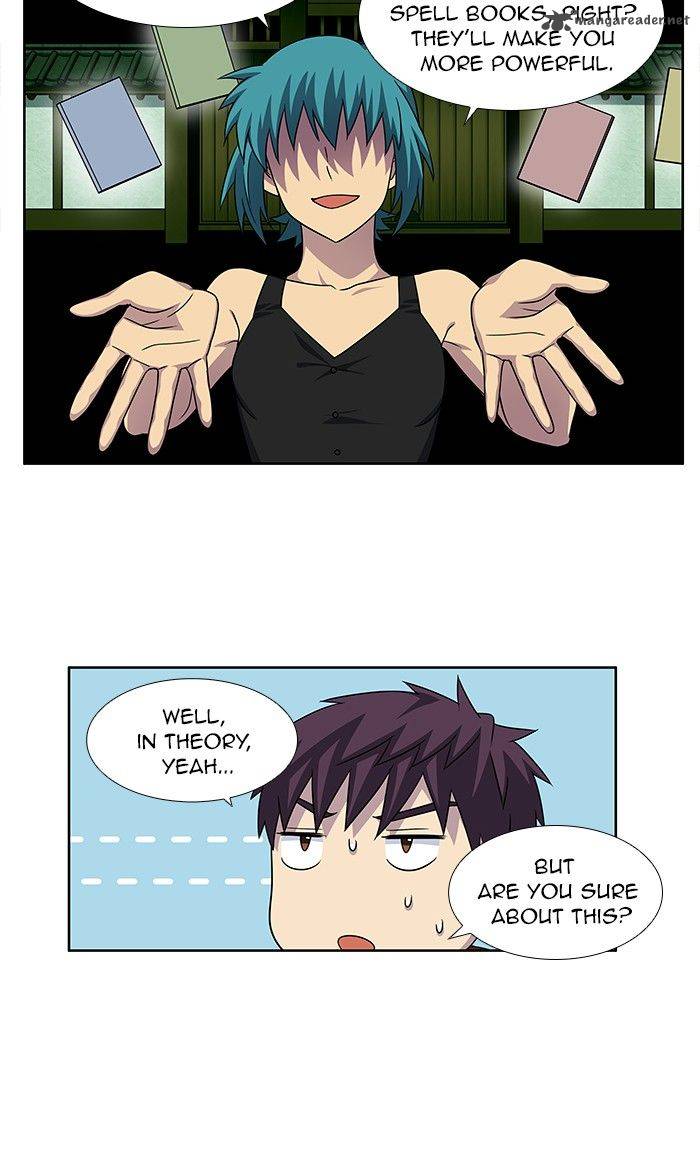 mangareader.net
SPELL BOOKS, RIGHT?
THEY'LL MAKE YOU
MORE POWERFUL.
WELL,
IN THEORY,
YEAH...
BUT
ARE YOU SURE
ABOUT THIS?